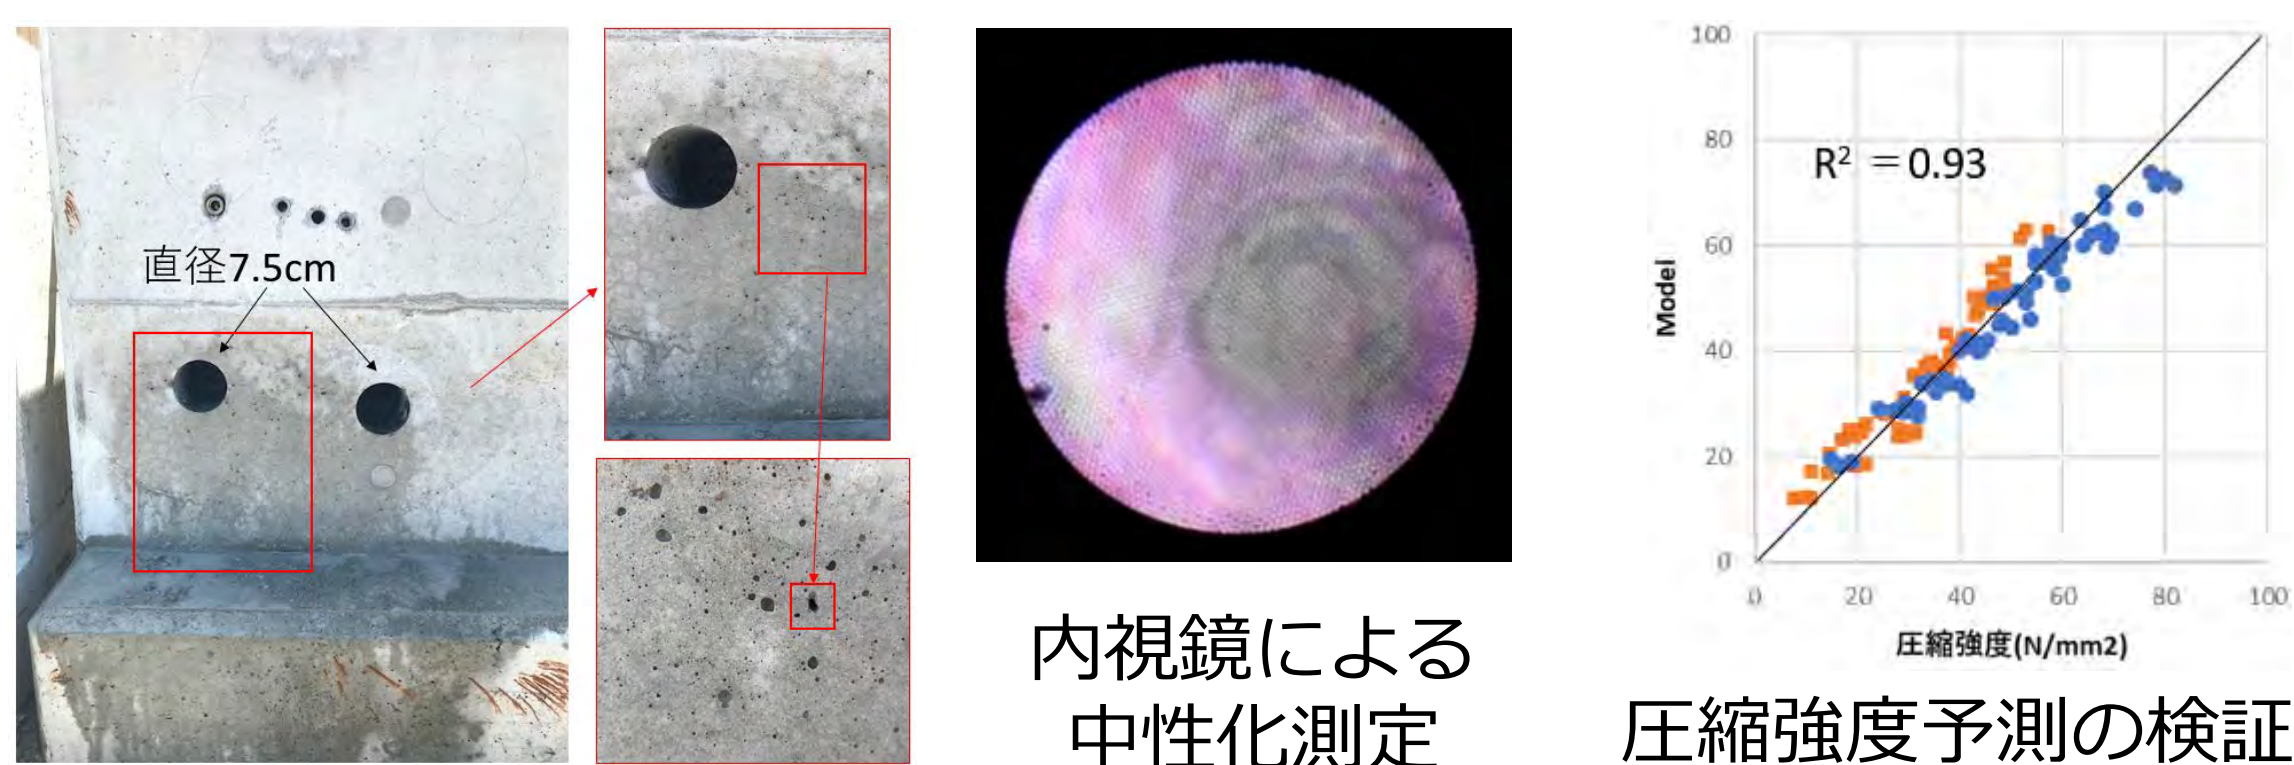 直径7.5cm
内視鏡による
中性化測定
100
80
60
40
20
0
R² =0.93
Model
0 20 40 60 80 100
圧縮強度(N/mm2)
圧縮強度予測の検証